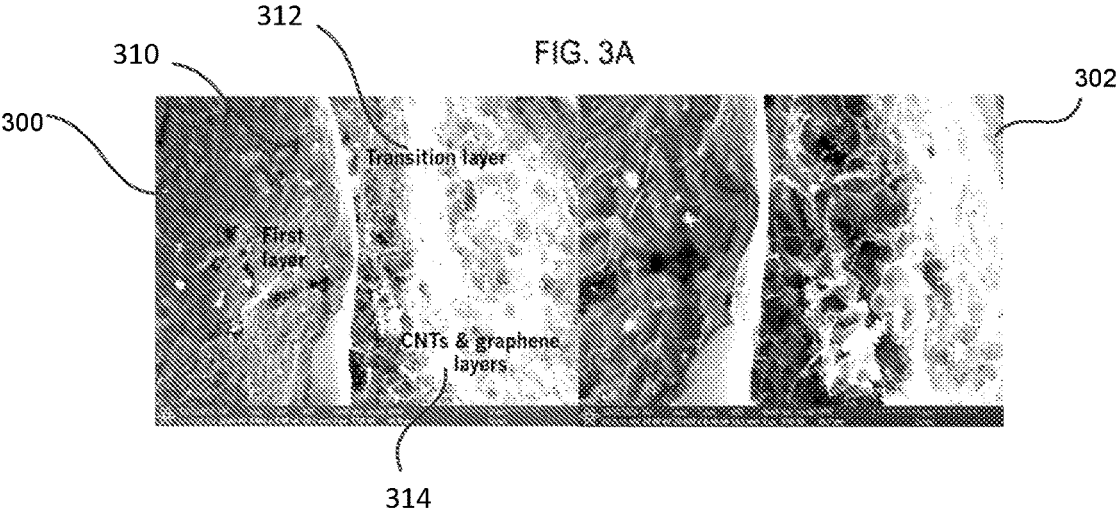 312
FIG. 3A
310
302
300
Transition layer
First
layer
CNTs & graphene
layers
314